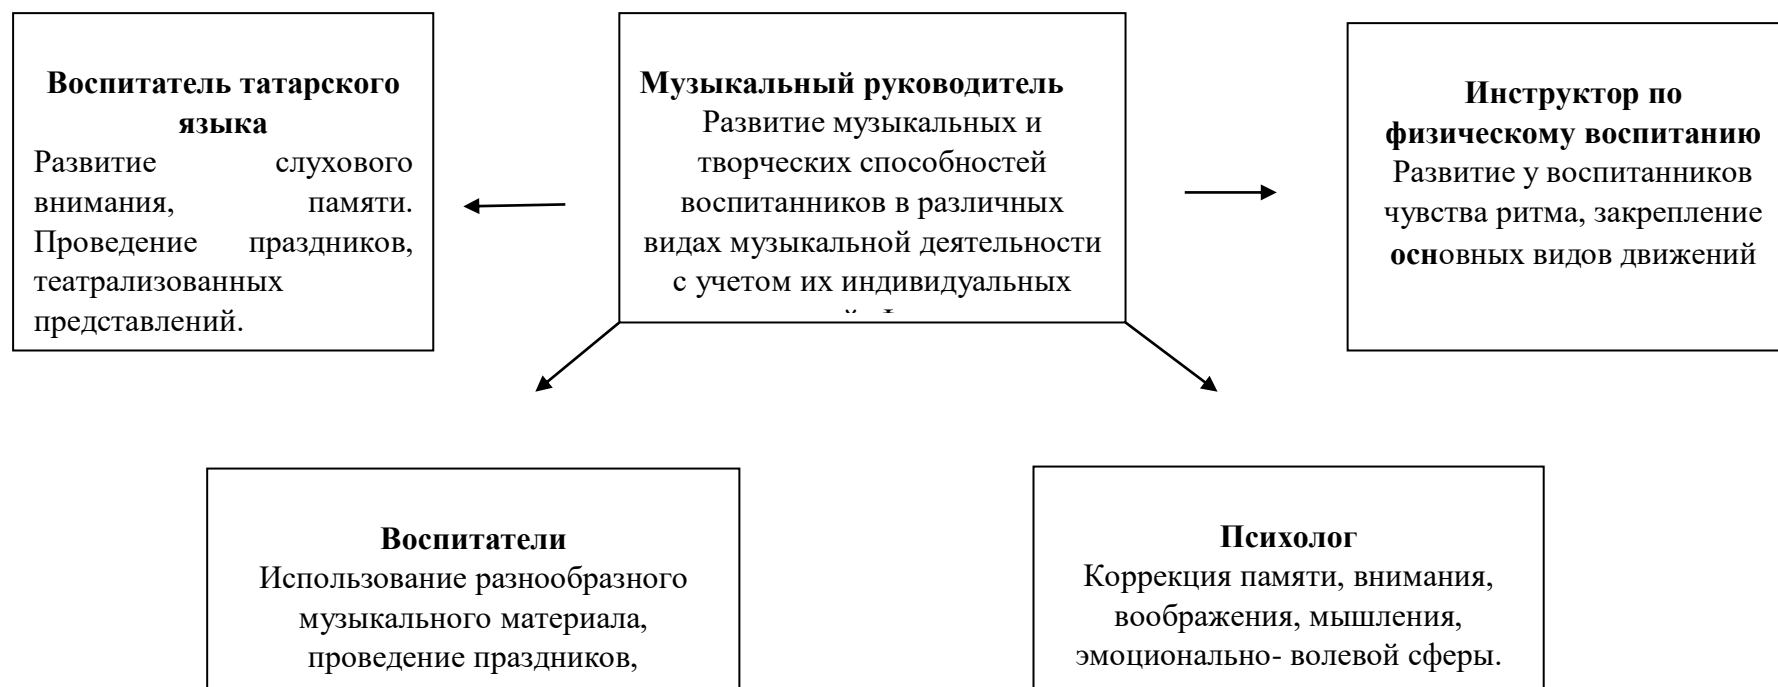 Воспитатель татарского
языка
Развитие слухового
внимания, памяти.
Проведение праздников,
театрализованных
представлений.
Музыкальный руководитель
Развитие музыкальных и
творческих способностей
воспитанников в различных
видах музыкальной деятельности
с учетом их индивидуальных
Инструктор по
физическому воспитанию
Развитие у воспитанников
чувства ритма, закрепление
основных видов движений
Воспитатели
Использование разнообразного
музыкального материала,
проведение праздников,
Психолог
Коррекция памяти, внимания,
воображения, мышления,
эмоционально- волевой сферы.